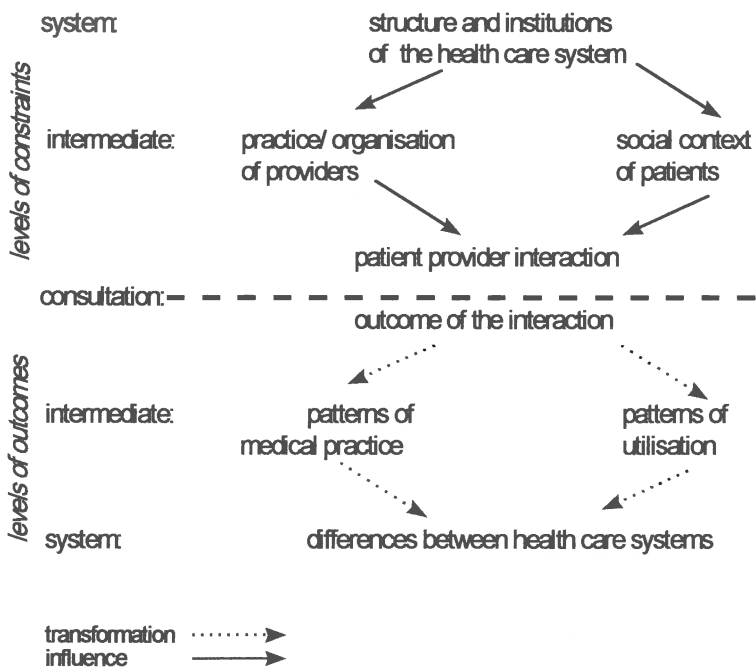 system:
structure and institutions
of the health care system
levels of constraints
intermediate:
practice/ organisation
of providers
social context
of patients
patient provider interaction
consultation:
outcome of the interaction
levels of outcomes
intermediate:
patterns of
medical practice
patterns of
utilisation
system:
differences between health care systems
transformation
influence